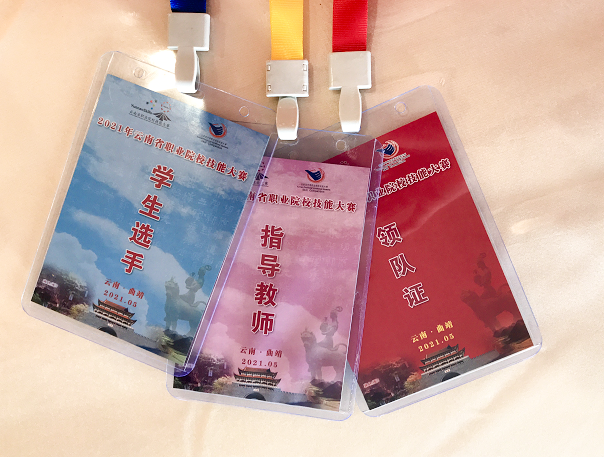 2021年云南省职业院校技能大赛
学生选手
云南·曲靖
2021.05
南省职业院校技能大赛
指导教师
云南·曲靖
2021.05
业院校技能大赛
领队证
云南·曲靖
2021.05